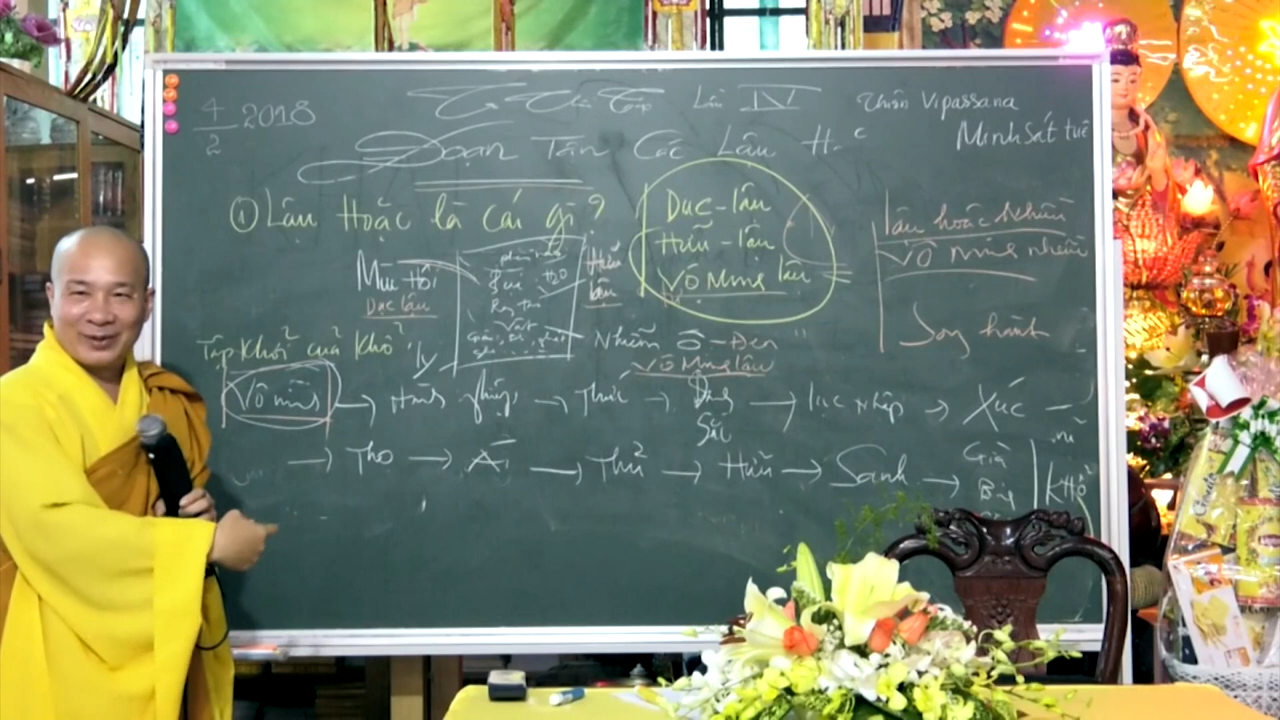 4/2 2018
Lần IV
Thiền Vipassana
Minh Sát tuệ
Đoạn Tận Các Lậu H
① Lậu Hoặc là cái gì?
Dục - lậu
Hữu - lậu
Vô Minh lậu
lậu hoặc nhiều
Vô minh nhiều
Song hành
Mùi Hôi
Dục lậu
Hữu lậu
Nhiễm Ô - Đen
Vô Minh lậu
Tập khởi của khổ
Vô minh → Hành → Thức → Danh Sắc → lục nhập → Xúc →
→ Thọ → Ái → Thủ → Hữu → Sanh → Già Bệnh | Khổ